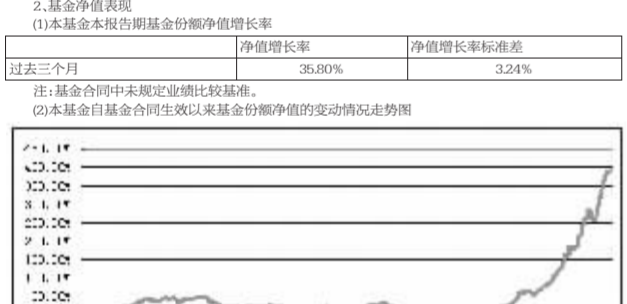 2、基金净值表现
(1)本基金本报告期基金份额净值增长率
净值增长率 净值增长率标准差
过去三个月 35.80% 3.24%
注:基金合同中未规定业绩比较基准。
(2)本基金自基金合同生效以来基金份额净值的变动情况走势图